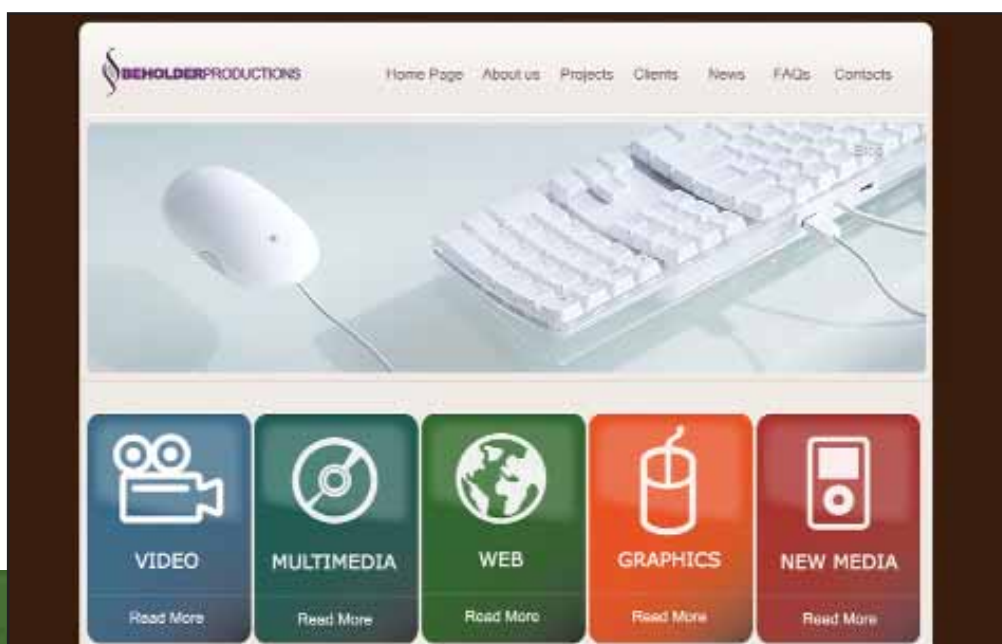 BEHOLDERPRODUCTIONS
Home Page About us Projects Clients News FAQs Contacts
Blog
VIDEO MULTIMEDIA WEB GRAPHICS NEW MEDIA
Read More Read More Read More Read More Read More